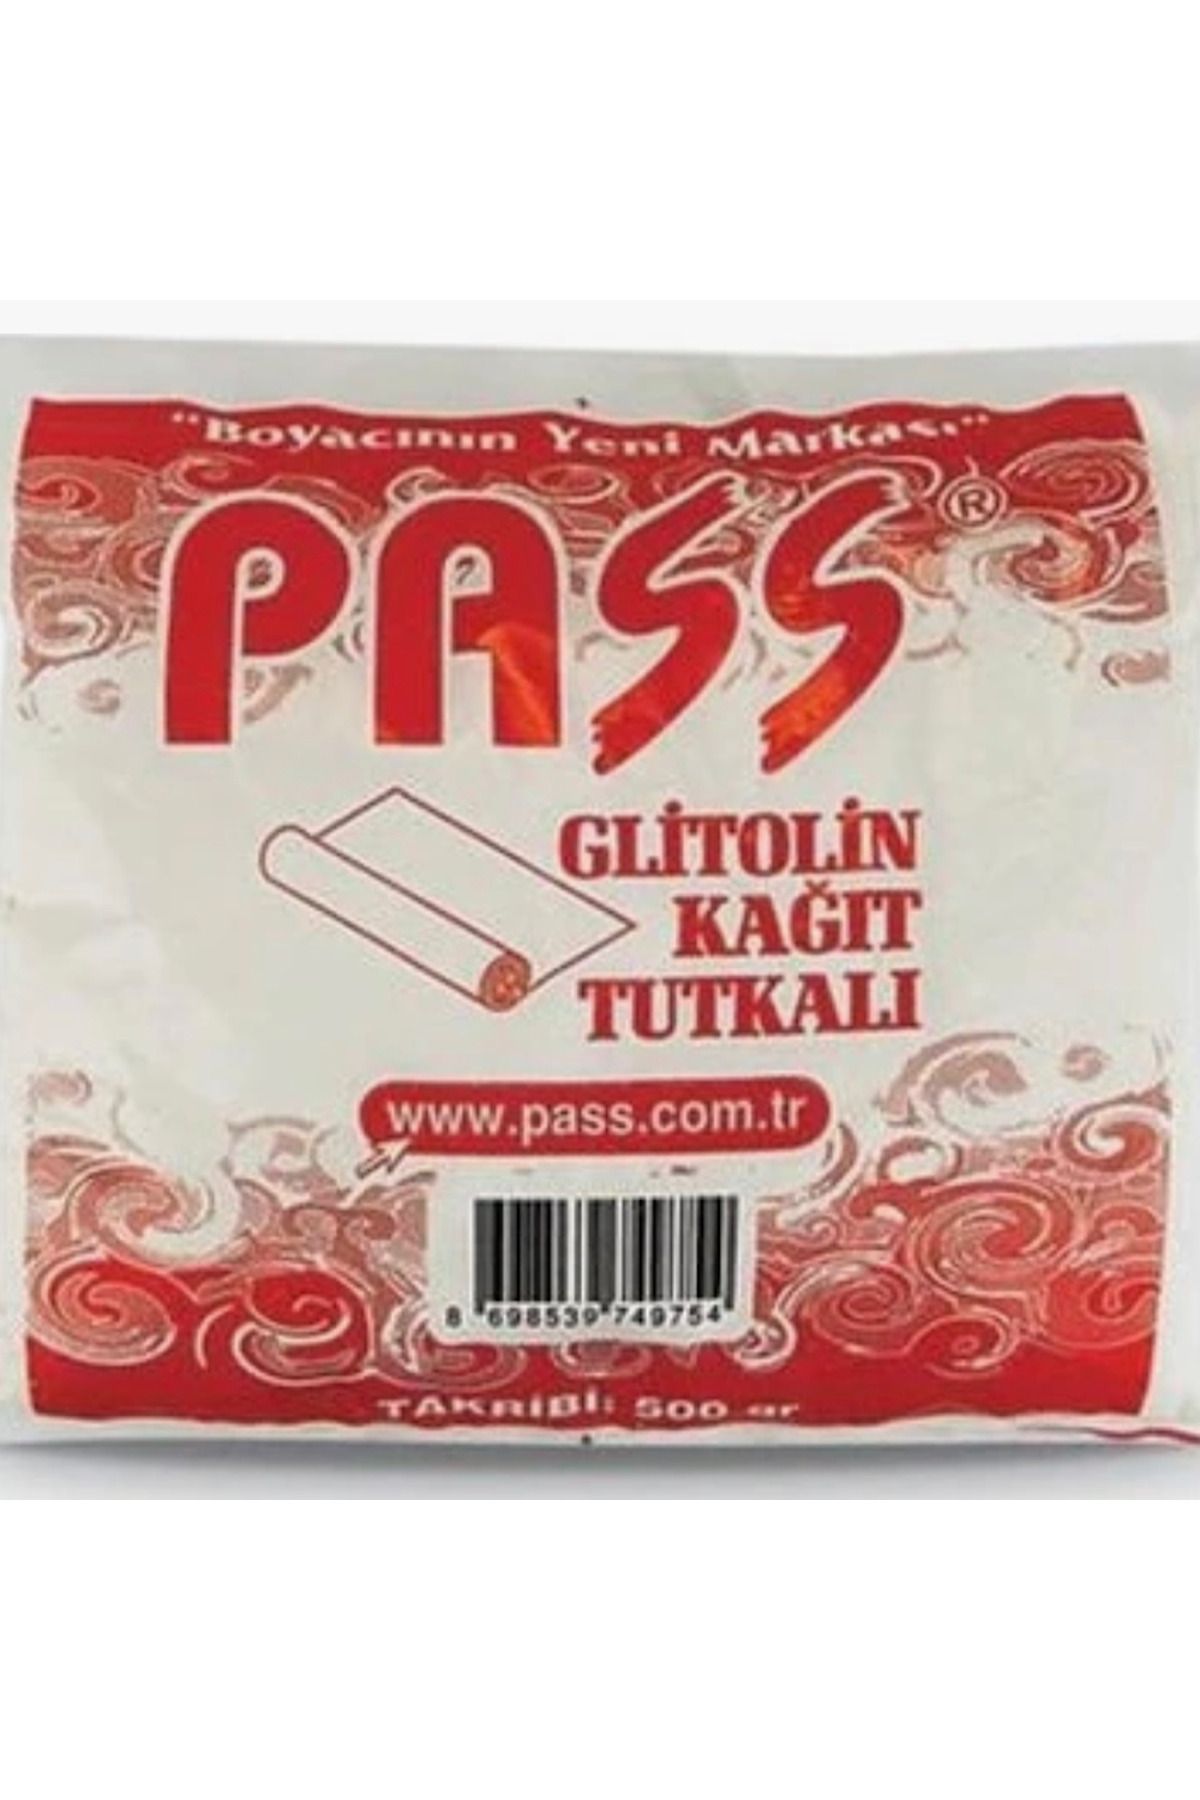 "Boyacının Yeni Markası"
PASS®
GLİTOLİN
KAĞIT
TUTKALI
www.pass.com.tr
8 698539 749754
TAKRİBİ: 500 gr